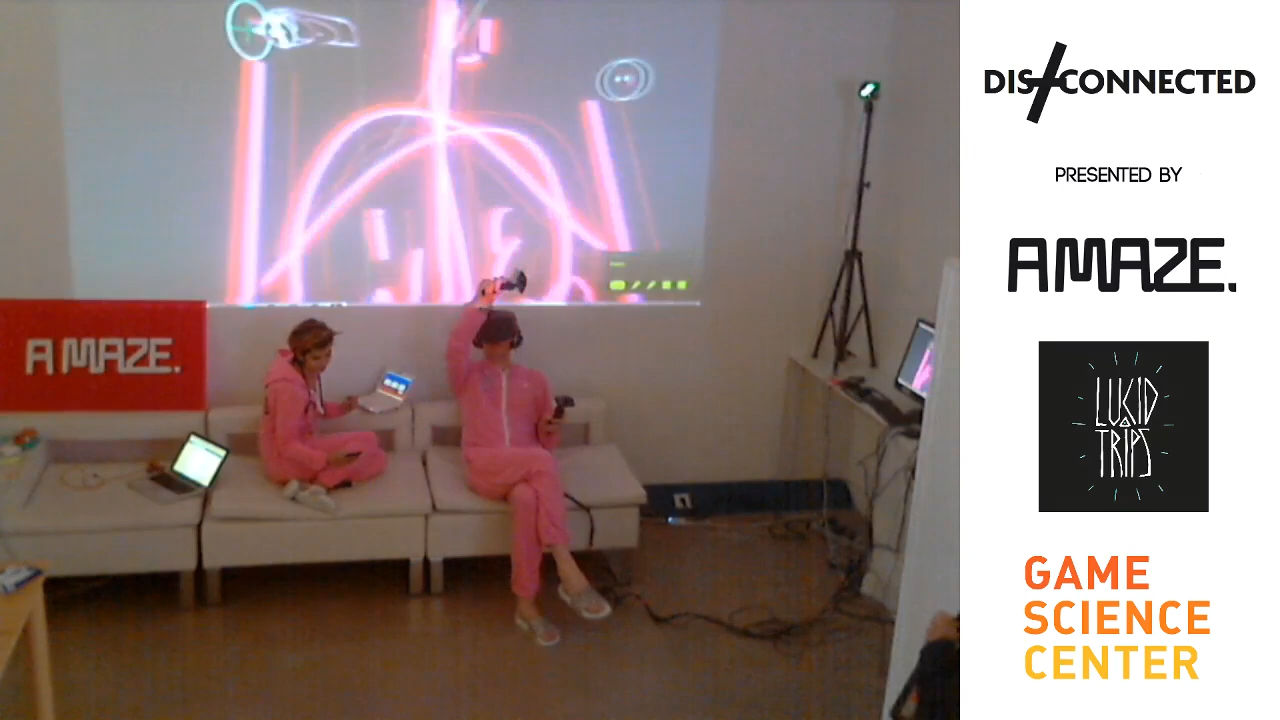 A MAZE.
DIS/CONNECTED
PRESENTED BY
A MAZE.
LUCID
TRIPS
GAME
SCIENCE
CENTER